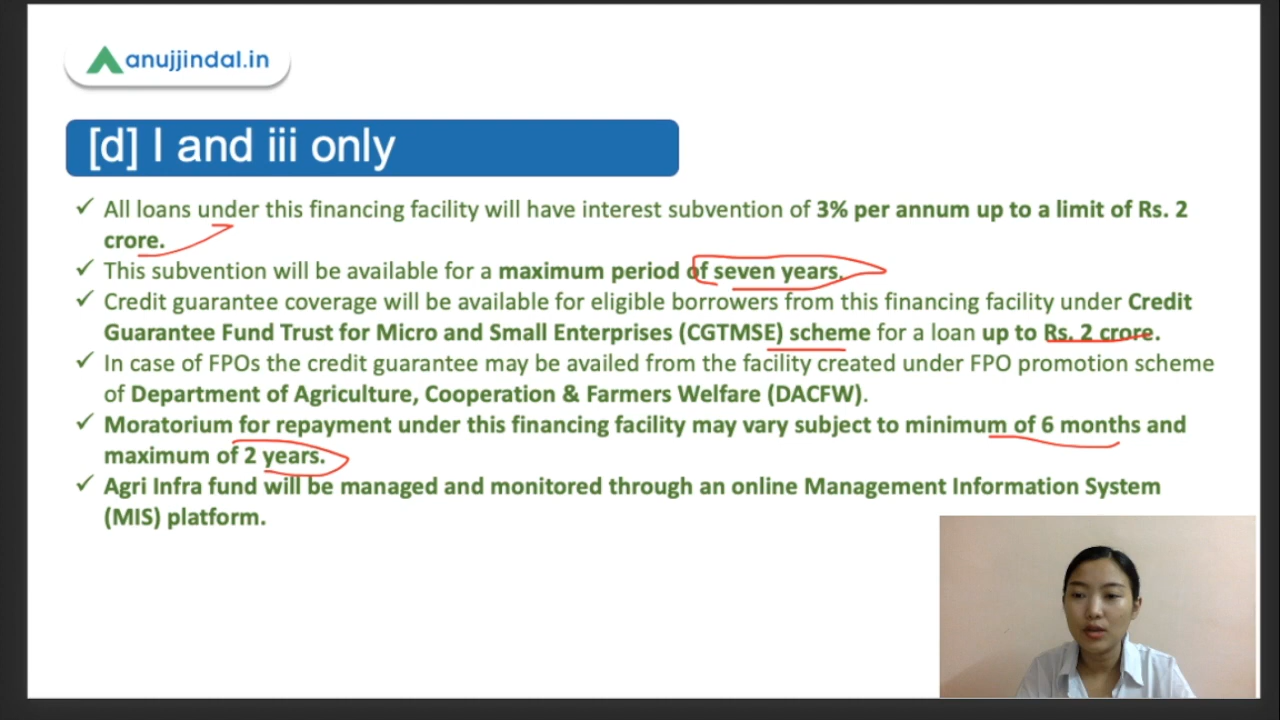 anujjindal.in
[d] I and iii only
✓ All loans under this financing facility will have interest subvention of 3% per annum up to a limit of Rs. 2
crore.
✓ This subvention will be available for a maximum period of seven years.
✓ Credit guarantee coverage will be available for eligible borrowers from this financing facility under Credit
Guarantee Fund Trust for Micro and Small Enterprises (CGTMSE) scheme for a loan up to Rs. 2 crore.
✓ In case of FPOs the credit guarantee may be availed from the facility created under FPO promotion scheme
of Department of Agriculture, Cooperation & Farmers Welfare (DACFW).
✓ Moratorium for repayment under this financing facility may vary subject to minimum of 6 months and
maximum of 2 years.
✓ Agri Infra fund will be managed and monitored through an online Management Information System
(MIS) platform.